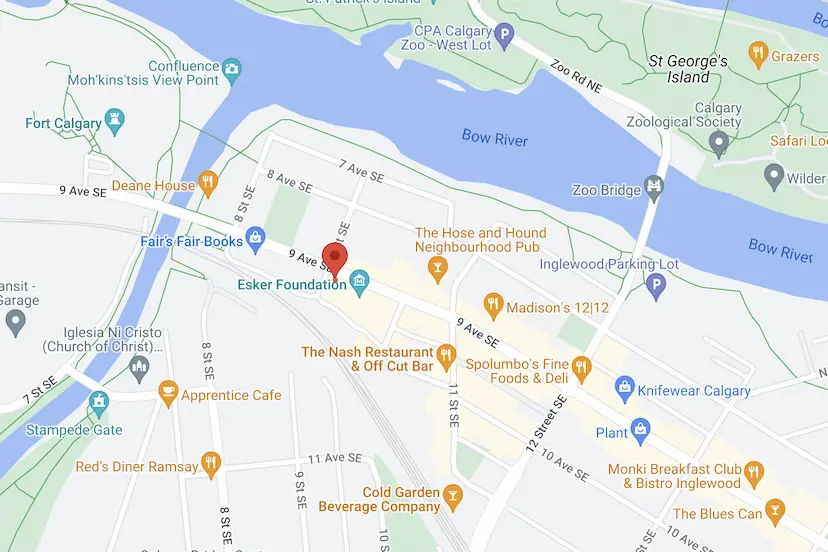 St. Patrick's Island
CPA Calgary
Zoo - West Lot
Zoo Rd NE
St George's
Island
Grazers
Bo
Confluence
Moh'kins'tsis View Point
Fort Calgary
Calgary
Zoological Society
Bow River
Safari Lo
Zoo Bridge
Wilder
7 Ave SE
8 Ave SE
Deane House
9 Ave SE
8 St SE
Fair's Fair Books
St SE
The Hose and Hound
Neighbourhood Pub
Bow River
9 Ave SE
Inglewood Parking Lot
Esker Foundation
ansit -
Garage
Madison's 12|12
9 Ave SE
Iglesia Ni Cristo
(Church of Christ)...
8 St SE
The Nash Restaurant
& Off Cut Bar
Spolumbo's Fine
Foods & Deli
7 St SE
Apprentice Cafe
11 St SE
Knifewear Calgary
N
Stampede Gate
12 Street SE
Plant
Red's Diner Ramsay
11 Ave SE
10 Ave SE
Monki Breakfast Club
& Bistro Inglewood
9 St SE
8 St SE
Cold Garden
Beverage Company
The Blues Can
10 Ave SE
10 S